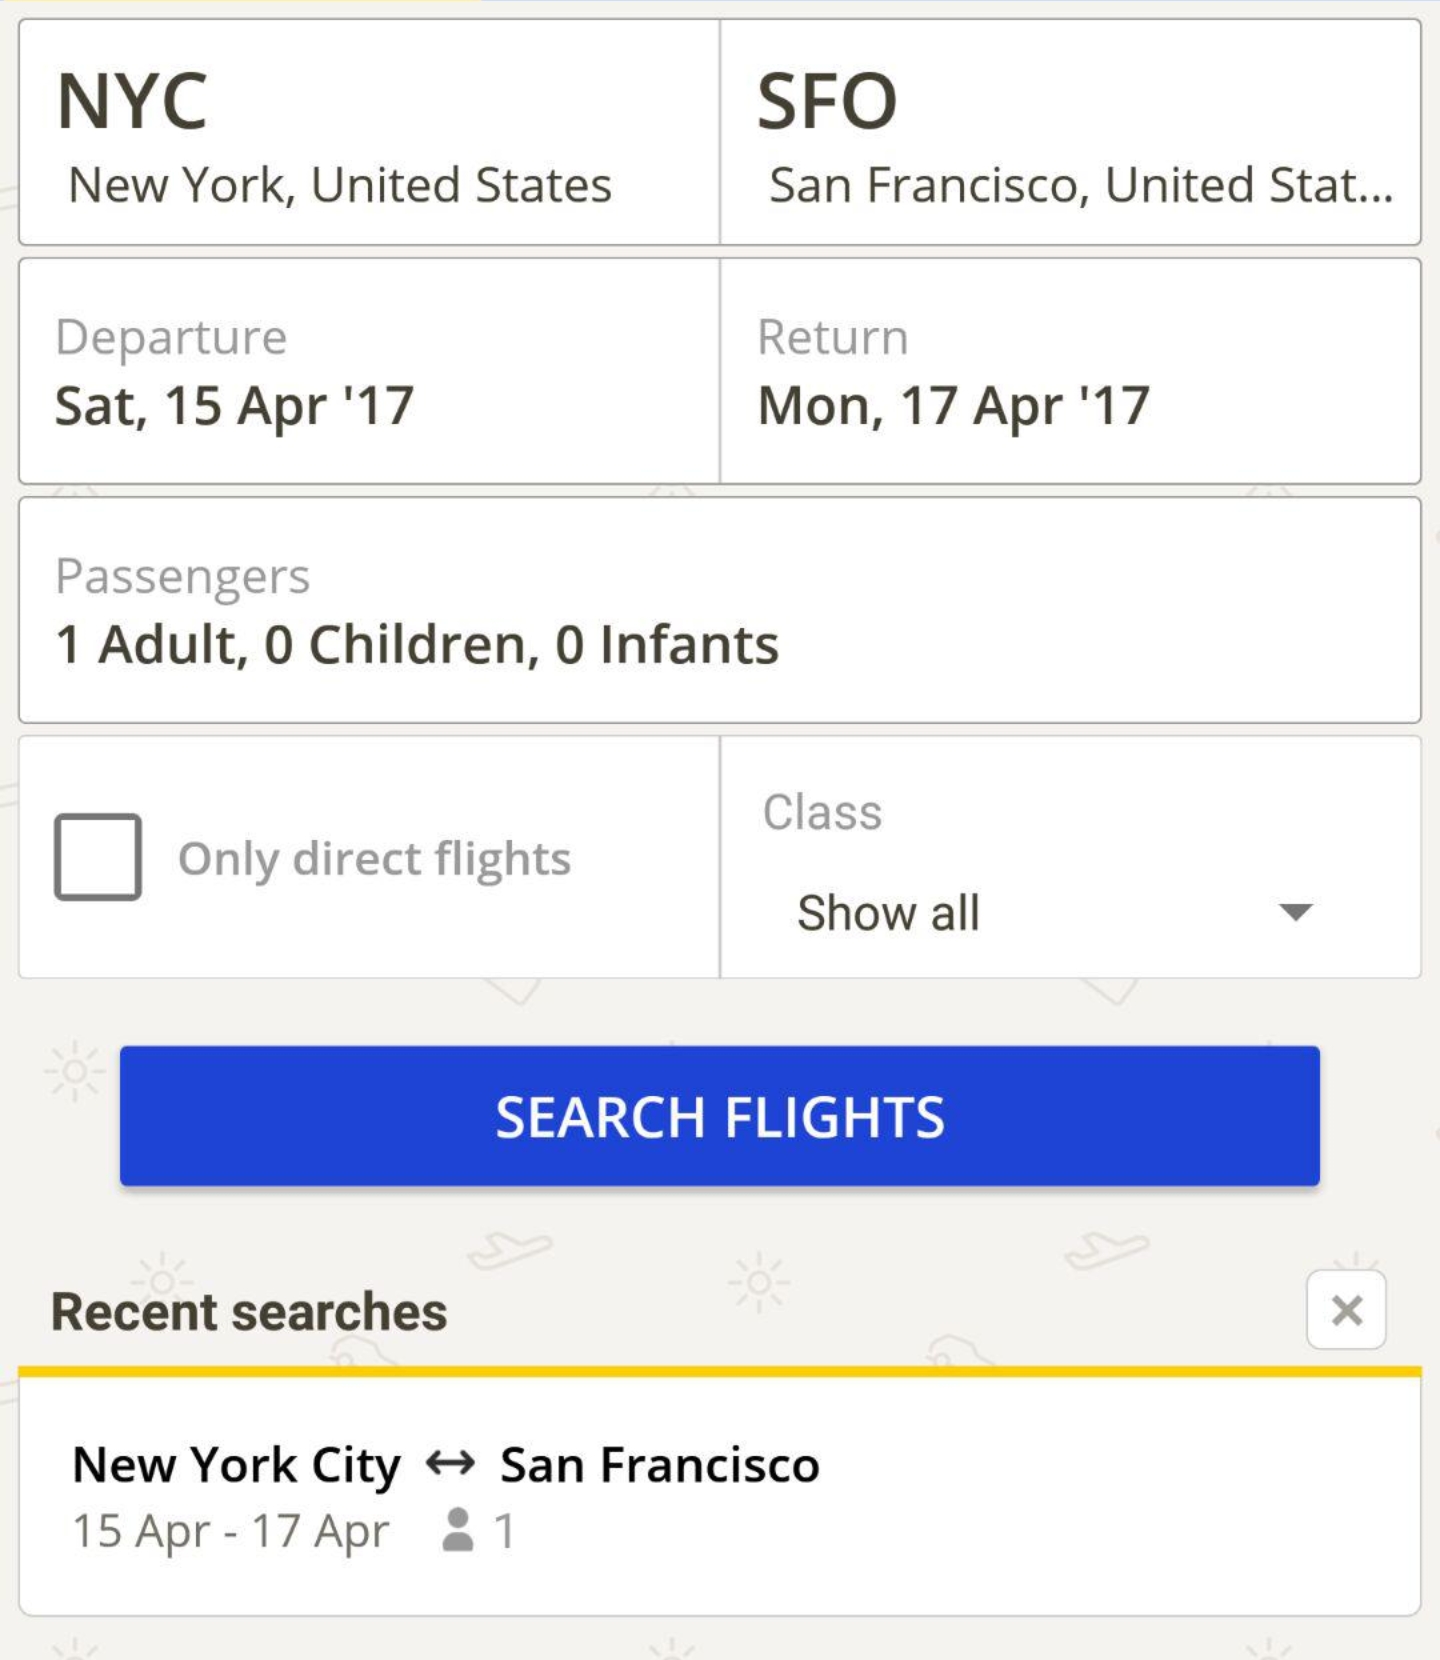 NYC
New York, United States
SFO
San Francisco, United Stat...
Departure
Sat, 15 Apr '17
Return
Mon, 17 Apr '17
Passengers
1 Adult, 0 Children, 0 Infants
Only direct flights
Class
Show all
SEARCH FLIGHTS
Recent searches
New York City ↔ San Francisco
15 Apr - 17 Apr 1